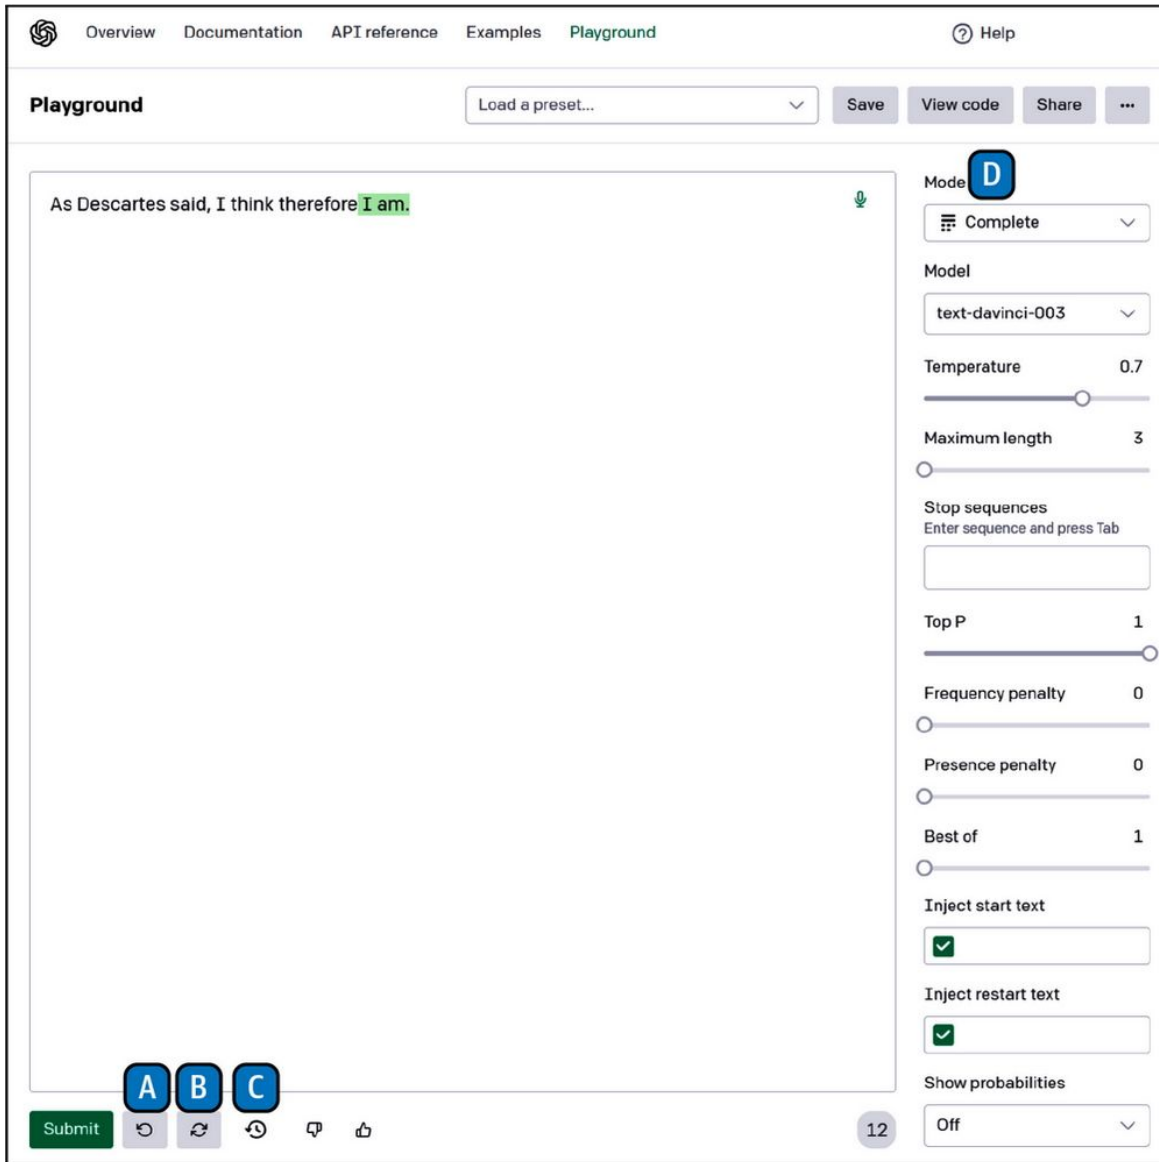 Overview Documentation API reference Examples Playground Help
Playground Load a preset... Save View code Share ...
As Descartes said, I think therefore I am.
Mode D
Complete
Model
text-davinci-003
Temperature 0.7
Maximum length 3
Stop sequences
Enter sequence and press Tab
Top P 1
Frequency penalty 0
Presence penalty 0
Best of 1
Inject start text
Inject restart text
Show probabilities
Off
A B C
Submit 12